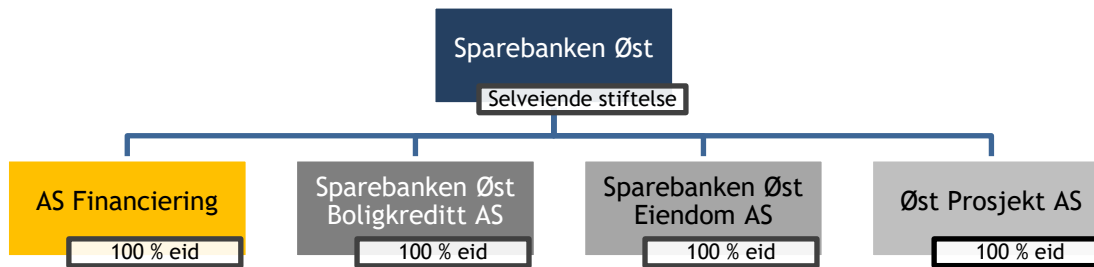 Sparebanken Øst
Selveiende stiftelse
AS Financiering
100 % eid
Sparebanken Øst
Boligkreditt AS
100 % eid
Sparebanken Øst
Eiendom AS
100 % eid
Øst Prosjekt AS
100 % eid